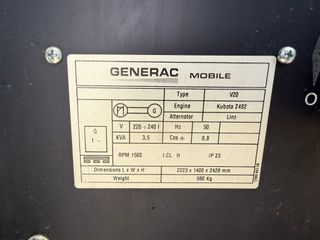 GENERAC MOBILE
Type V20
Engine Kubota Z482
Alternator Linz
G
V 220 ÷ 240 Hz 50
G
1 ~
KVA 3,5 Cos ϕ 0,8
RPM 1500 I.CL. H IP 23
Dimensions L x W x H 2223 x 1400 x 2428 mm
Weight 980 Kg